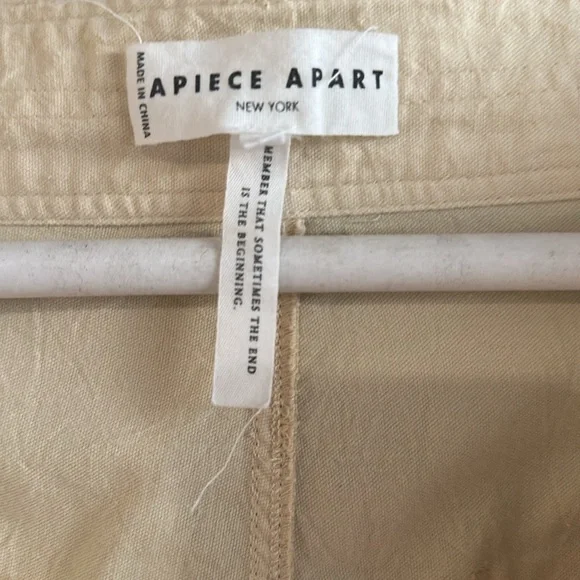 MADE IN CHINA
APIECE APART
NEW YORK
MEMBER THAT SOMETIMES THE END
IS THE BEGINNING.